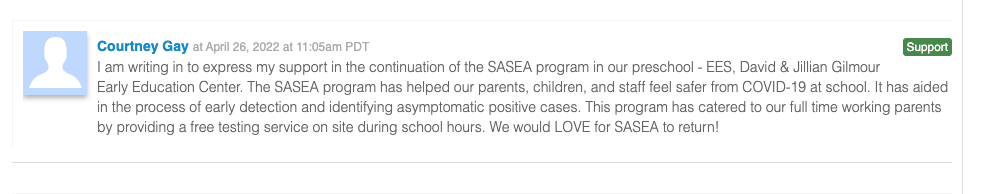 Courtney Gay at April 26, 2022 at 11:05am PDT
Support
I am writing in to express my support in the continuation of the SASEA program in our preschool - EES, David & Jillian Gilmour
Early Education Center. The SASEA program has helped our parents, children, and staff feel safer from COVID-19 at school. It has aided
in the process of early detection and identifying asymptomatic positive cases. This program has catered to our full time working parents
by providing a free testing service on site during school hours. We would LOVE for SASEA to return!